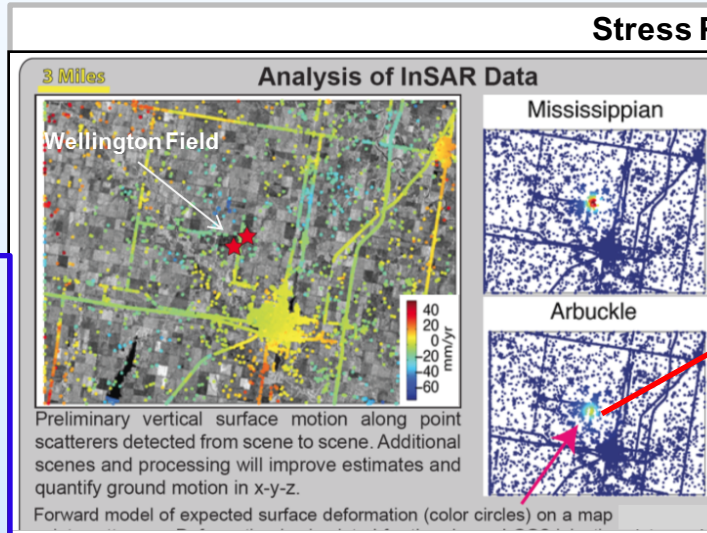 Stress
3 Miles
Analysis of InSAR Data
Wellington Field
40
20
0
-20
-40
-60
mm/yr
Mississippian
Arbuckle
Preliminary vertical surface motion along point
scatterers detected from scene to scene. Additional
scenes and processing will improve estimates and
quantify ground motion in x-y-z.
Forward model of expected surface deformation (color circles) on a map